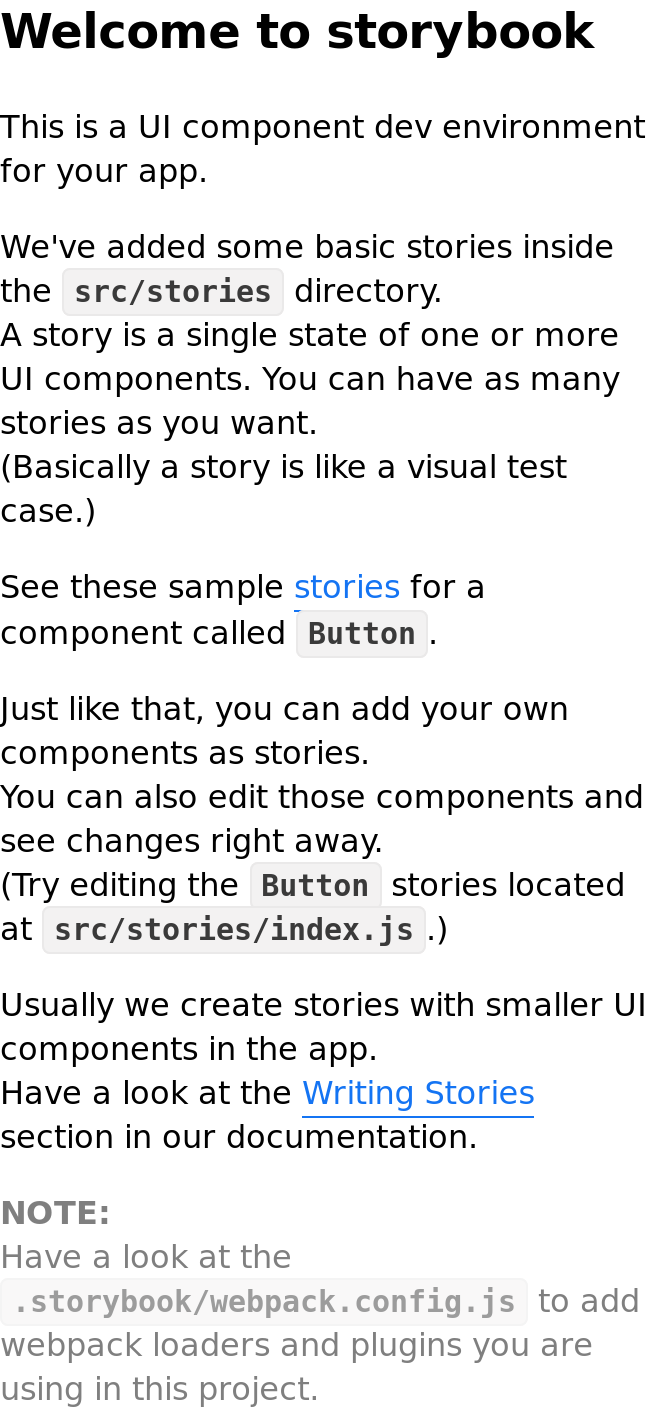 Welcome to storybook
This is a UI component dev environment
for your app.
We've added some basic stories inside
the src/stories directory.
A story is a single state of one or more
UI components. You can have as many
stories as you want.
(Basically a story is like a visual test
case.)
See these sample stories for a
component called Button.
Just like that, you can add your own
components as stories.
You can also edit those components and
see changes right away.
(Try editing the Button stories located
at src/stories/index.js.)
Usually we create stories with smaller UI
components in the app.
Have a look at the Writing Stories
section in our documentation.
NOTE:
Have a look at the
.storybook/webpack.config.js to add
webpack loaders and plugins you are
using in this project.